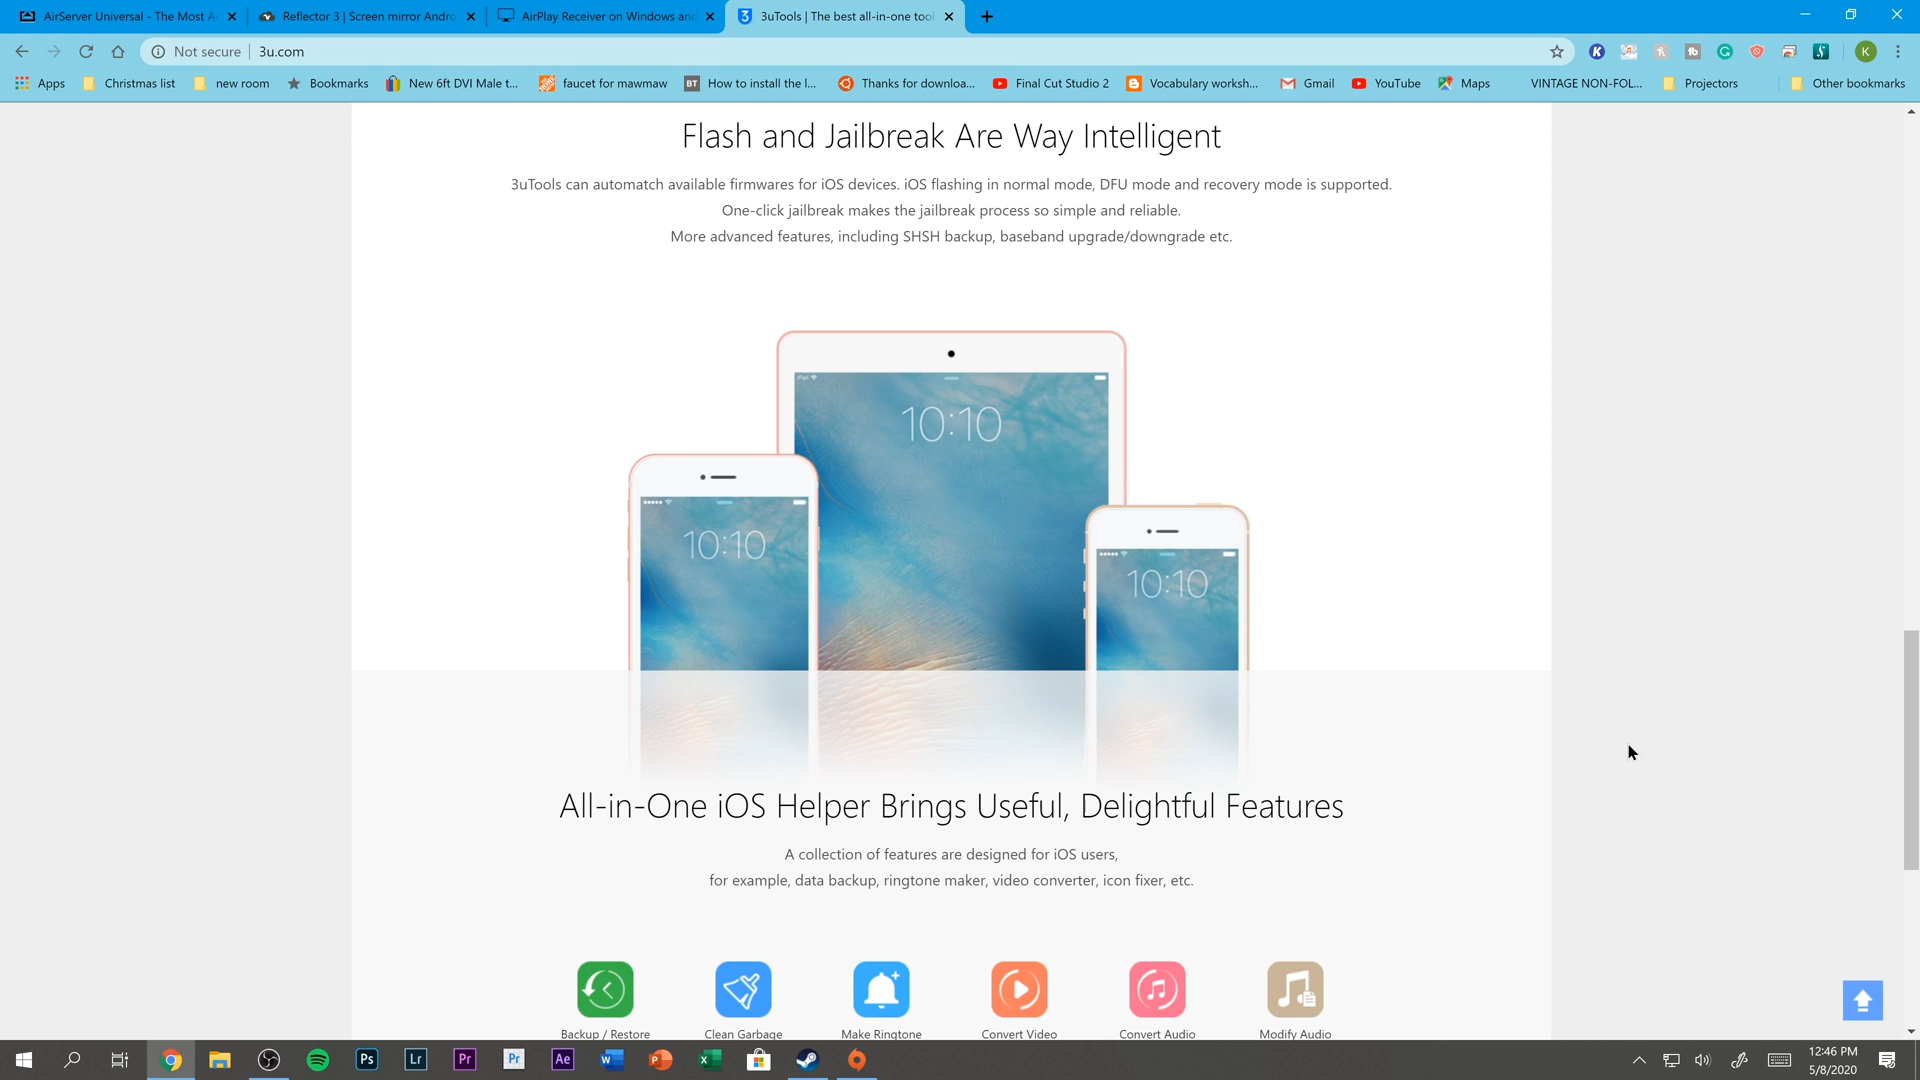 AirServer Universal - The Most A
Reflector 3 | Screen mirror Andro
AirPlay Receiver on Windows and
3uTools | The best all-in-one too
Not secure
3u.com
K
Apps
Christmas list
new room
Bookmarks
New 6ft DVI Male t...
faucet for mawmaw
BT
How to install the l...
Thanks for downloa...
Final Cut Studio 2
Vocabulary worksh...
Gmail
YouTube
Maps
VINTAGE NON-FOL...
Projectors
Other bookmarks
Flash and Jailbreak Are Way Intelligent
3uTools can automatch available firmwares for iOS devices. iOS flashing in normal mode, DFU mode and recovery mode is supported.
One-click jailbreak makes the jailbreak process so simple and reliable.
More advanced features, including SHSH backup, baseband upgrade/downgrade etc.
iPad
10:10
10:10
10:10
All-in-One iOS Helper Brings Useful, Delightful Features
A collection of features are designed for iOS users,
for example, data backup, ringtone maker, video converter, icon fixer, etc.
Backup / Restore
Clean Garbage
Make Ringtone
Convert Video
Convert Audio
Modify Audio
Ps
Lr
Pr
Pr
Ae
12:46 PM
5/8/2020